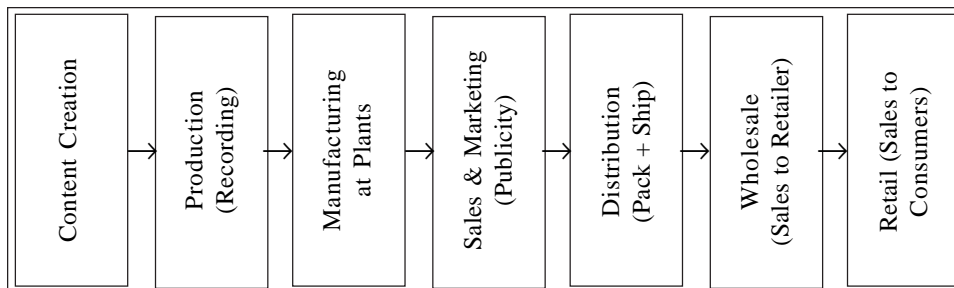 Content Creation
Production
(Recording)
Manufacturing
at Plants
Sales & Marketing
(Publicity)
Distribution
(Pack + Ship)
Wholesale
(Sales to Retailer)
Retail (Sales to
Consumers)